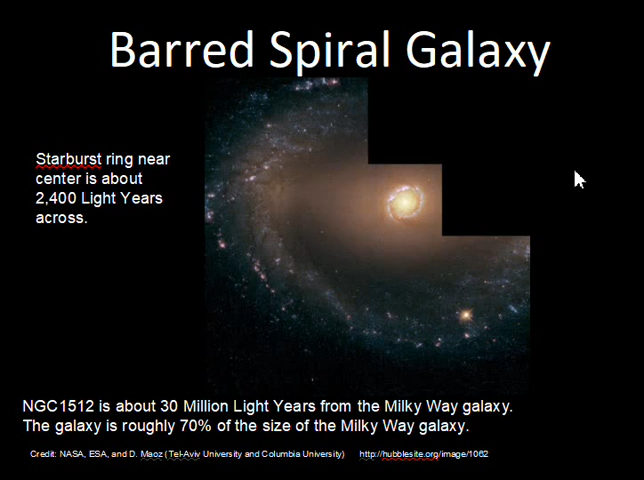 Barred Spiral Galaxy
Starburst ring near
center is about
2,400 Light Years
across.
NGC1512 is about 30 Million Light Years from the Milky Way galaxy.
The galaxy is roughly 70% of the size of the Milky Way galaxy.
Credit: NASA, ESA, and D. Maoz (Tel-Aviv University and Columbia University) http://hubblesite.org/image/1062